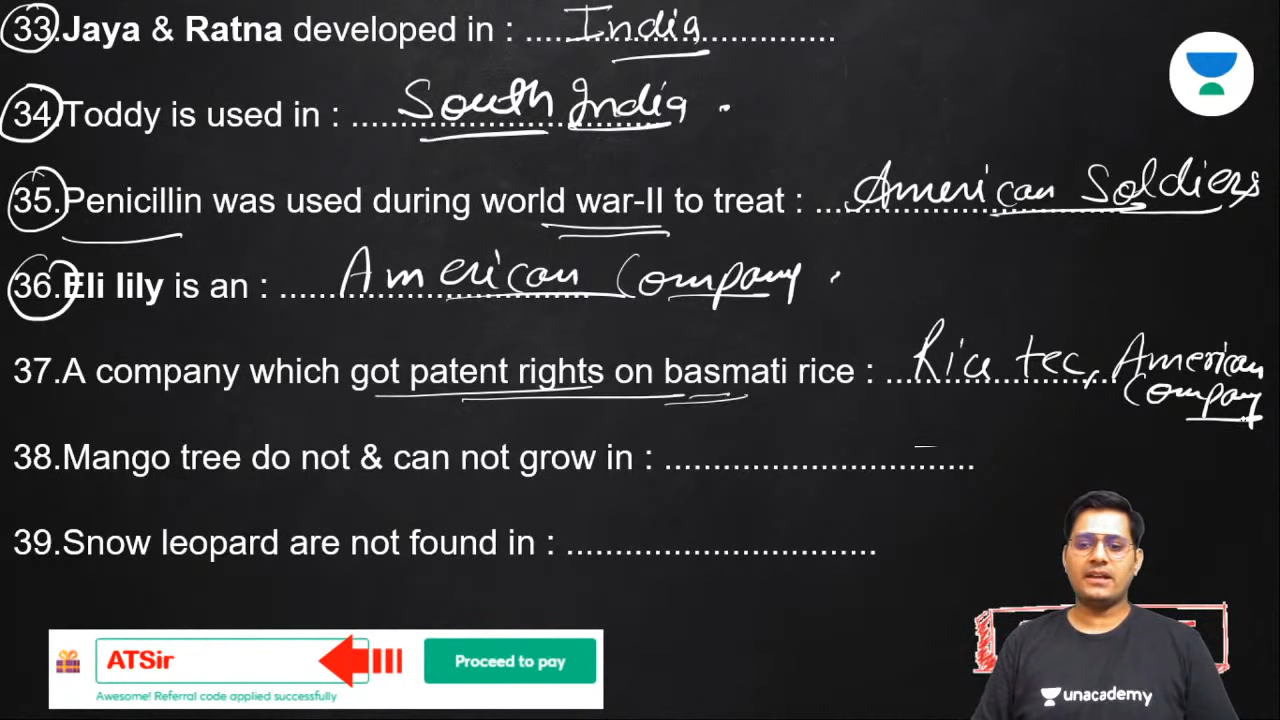 33.Jaya & Ratna developed in : ....India....
34.Toddy is used in : ....South India.
35.Penicillin was used during world war-II to treat : ....American Soldiers
36.Eli lily is an : ....American Company.
37.A company which got patent rights on basmati rice : ....Rice tec, American Company
38.Mango tree do not & can not grow in : ................................
39.Snow leopard are not found in : ................................
ATSir
Proceed to pay
Awesome! Referral code applied successfully
unacademy